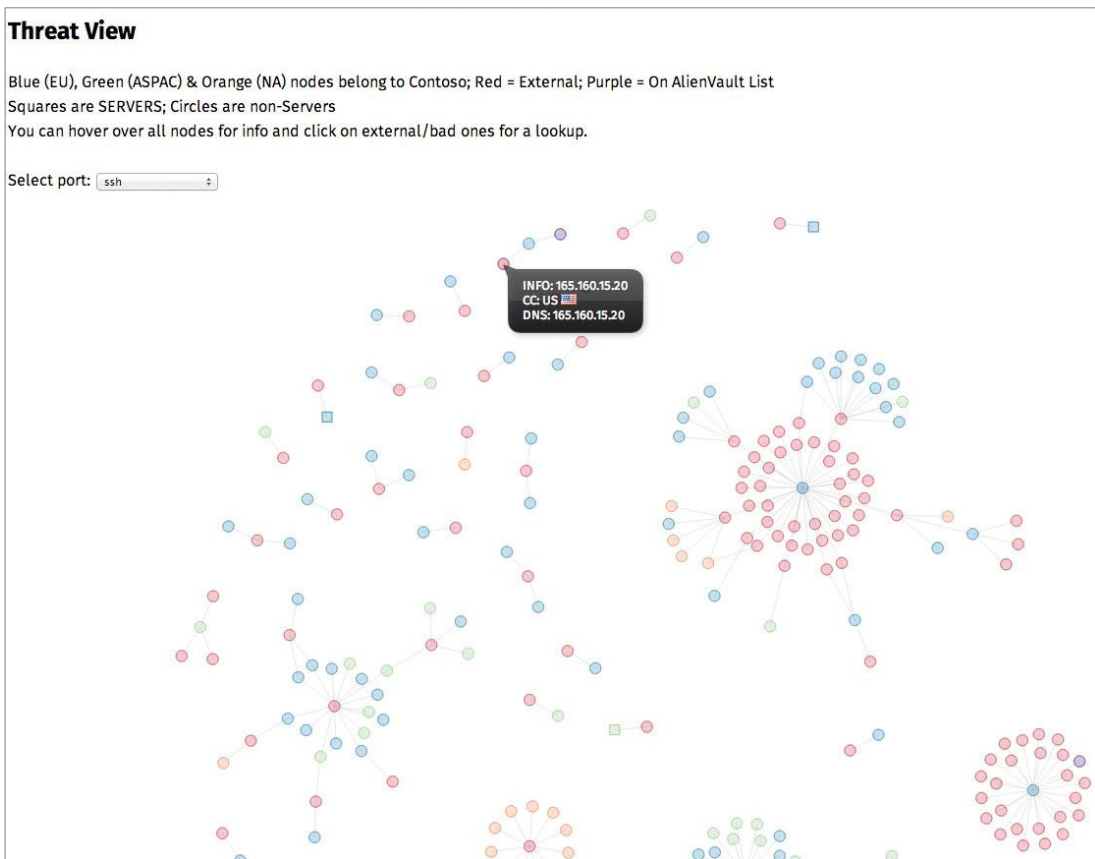 Threat View
Blue (EU), Green (ASPAC) & Orange (NA) nodes belong to Contoso; Red = External; Purple = On AlienVault List
Squares are SERVERS; Circles are non-Servers
You can hover over all nodes for info and click on external/bad ones for a lookup.
Select port: ssh
INFO: 165.160.15.20
CC: US
DNS: 165.160.15.20